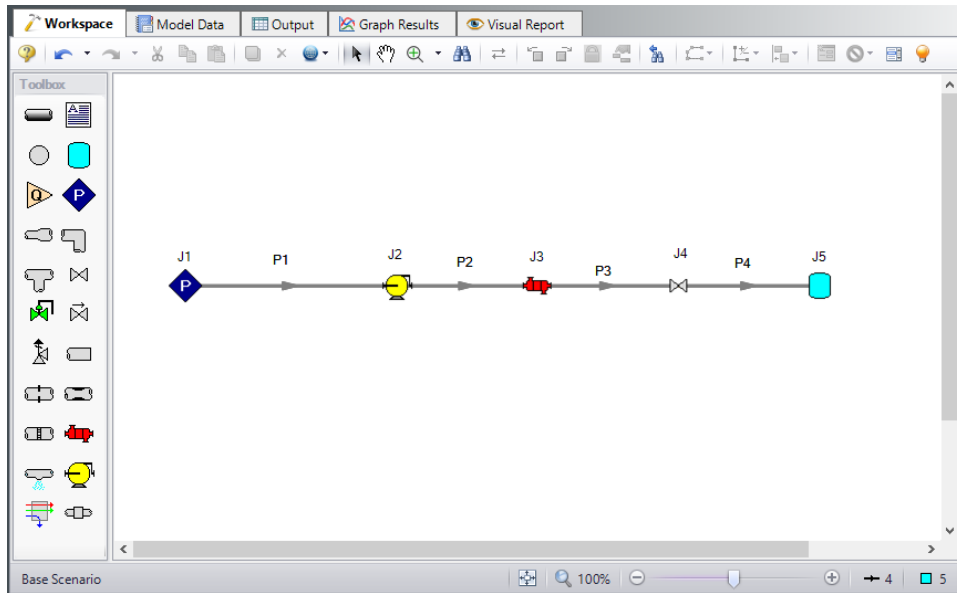 Workspace Model Data Output Graph Results Visual Report
Toolbox
A
Q P
J1 P1 J2 P2 J3 P3 J4 P4 J5
P
Base Scenario 100% 4 5